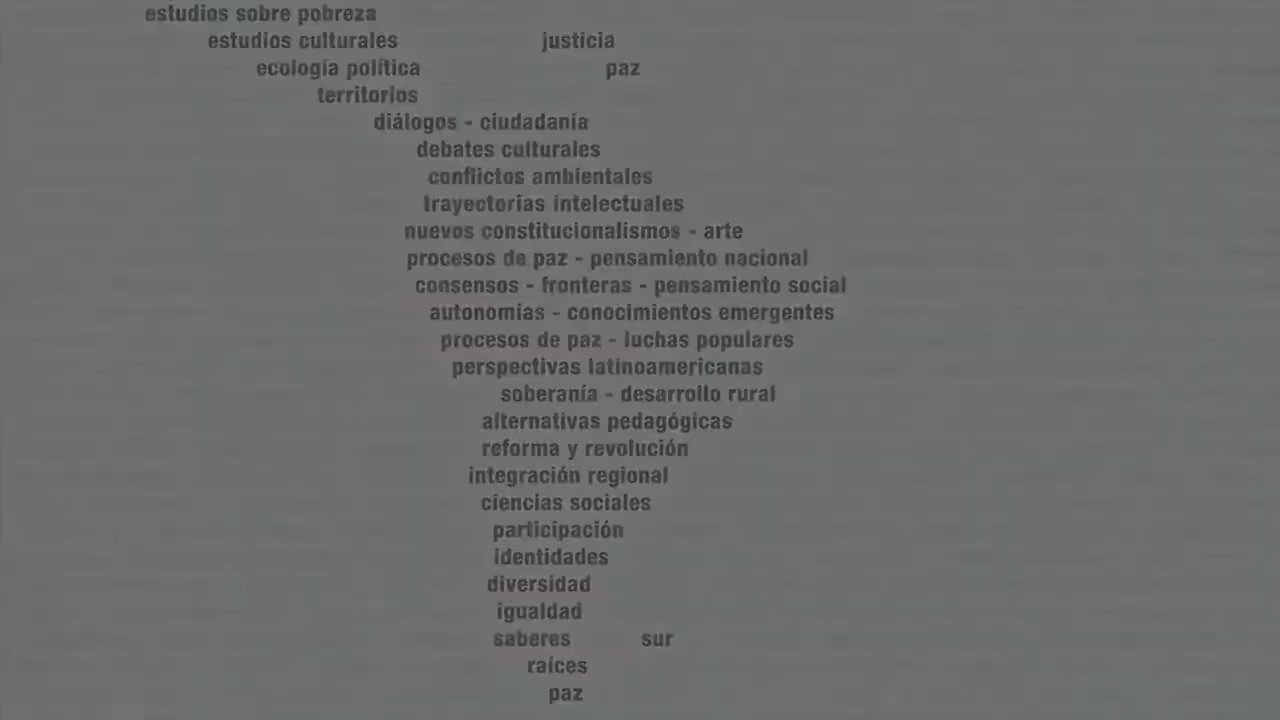 estudios sobre pobreza
estudios culturales justicia
ecología política paz
territorios
diálogos - ciudadanía
debates culturales
conflictos ambientales
trayectorias intelectuales
nuevos constitucionalismos - arte
procesos de paz - pensamiento nacional
consensos - fronteras - pensamiento social
autonomías - conocimientos emergentes
procesos de paz - luchas populares
perspectivas latinoamericanas
soberanía - desarrollo rural
alternativas pedagógicas
reforma y revolución
integración regional
ciencias sociales
participación
identidades
diversidad
igualdad
saberes sur
raíces
paz